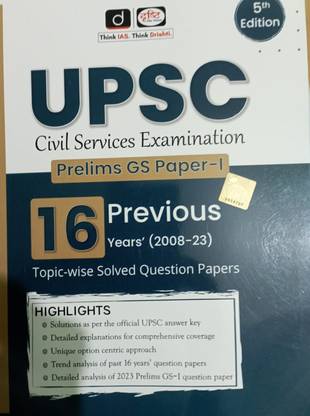 d दृष्टि
Think IAS. Think Drishti.
5th
Edition
UPSC
Civil Services Examination
Prelims GS Paper-I
16 Previous
Years' (2008-23)
Topic-wise Solved Question Papers
HIGHLIGHTS
Solutions as per the official UPSC answer key
Detailed explanations for comprehensive coverage
Unique option centric approach
Trend analysis of past 16 years' question papers
Detailed analysis of 2023 Prelims GS-I question paper